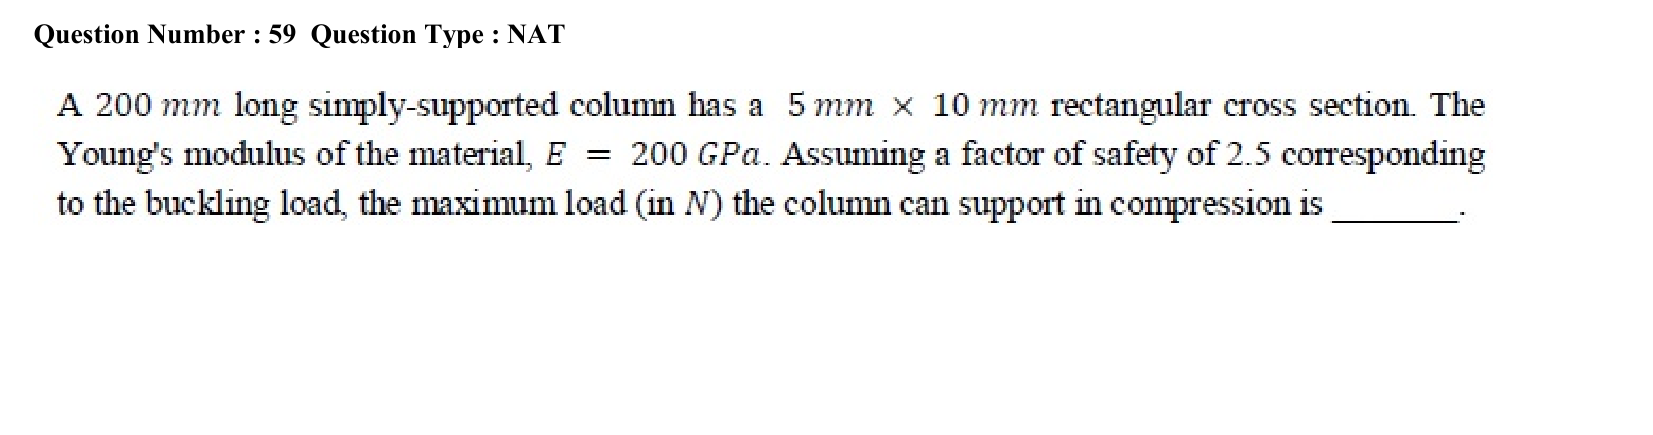 Question Number : 59 Question Type : NAT
A 200 mm long simply-supported column has a 5 mm × 10 mm rectangular cross section. The
Young's modulus of the material, E = 200 GPa. Assuming a factor of safety of 2.5 corresponding
to the buckling load, the maximum load (in N) the column can support in compression is ________.